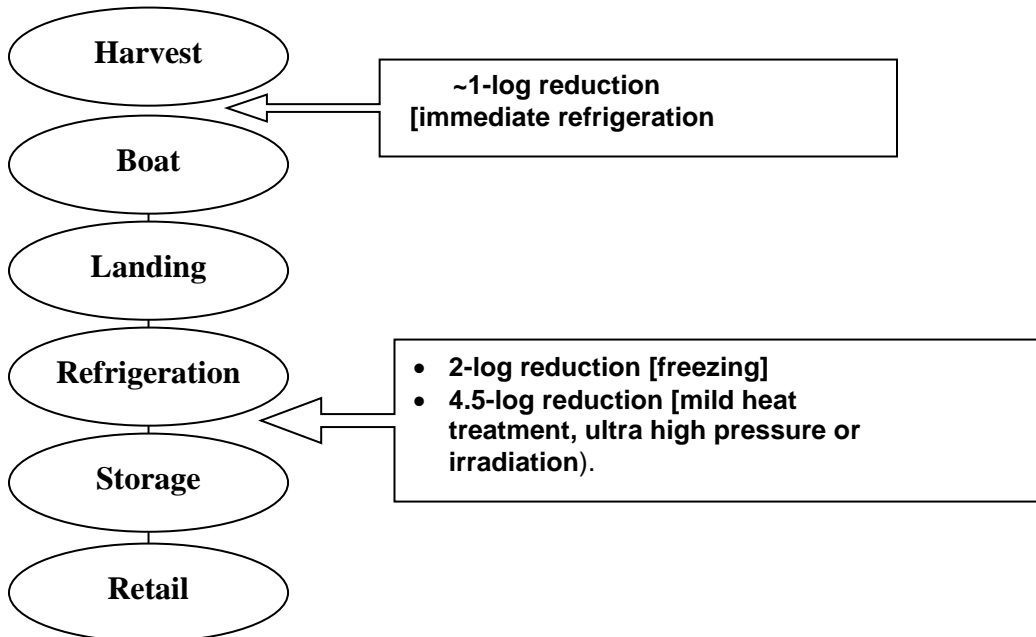 Harvest
~1-log reduction
[immediate refrigeration
Boat
Landing
Refrigeration
• 2-log reduction [freezing]
• 4.5-log reduction [mild heat
treatment, ultra high pressure or
irradiation).
Storage
Retail